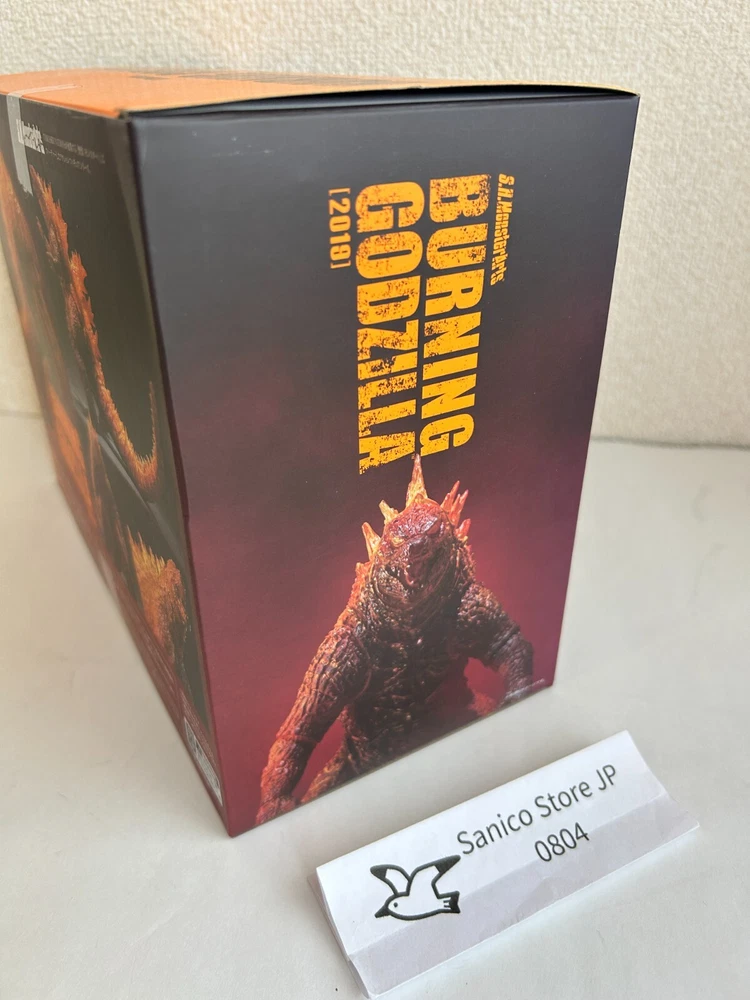 S.H.MonsterArts
BURNING
GODZILLA
[2019]
Sanico Store JP
0804